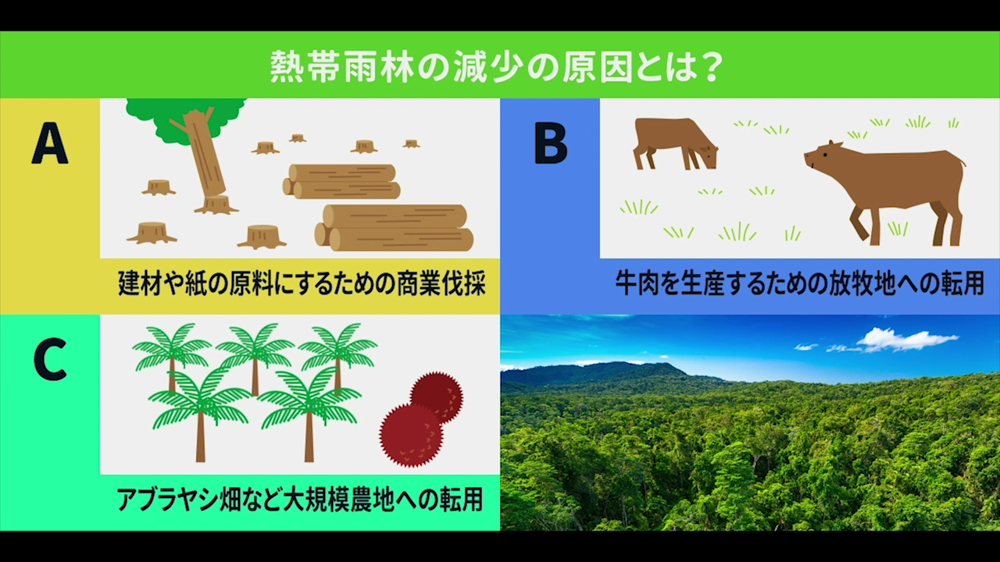 熱帯雨林の減少の原因とは？
A
建材や紙の原料にするための商業伐採
B
牛肉を生産するための放牧地への転用
C
アブラヤシ畑など大規模農地への転用